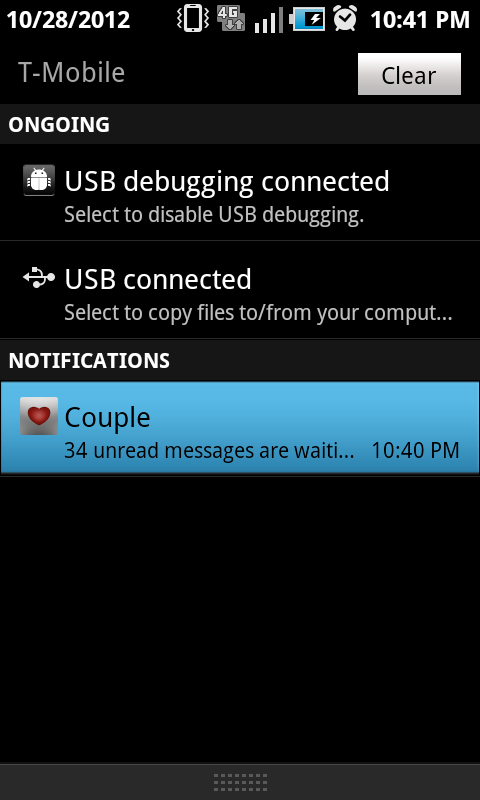 10/28/2012 4G 10:41 PM
T-Mobile Clear
ONGOING
USB debugging connected
Select to disable USB debugging.
USB connected
Select to copy files to/from your comput...
NOTIFICATIONS
Couple
34 unread messages are waiti... 10:40 PM